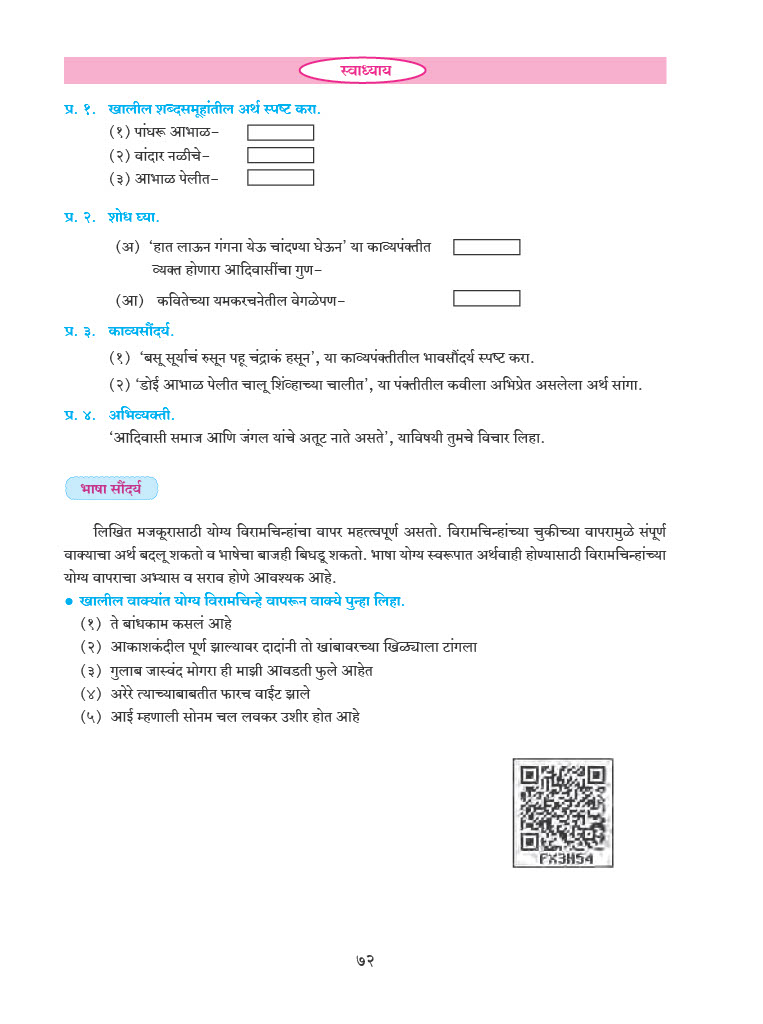 स्वाध्याय
प्र. १. खालील शब्दसमूहांतील अर्थ स्पष्ट करा.
(१) पांघरू आभाळ-
(२) वांदार नळीचे-
(३) आभाळ पेलीत-
प्र. २. शोध घ्या.
(अ) ‘हात लाऊन गंगना येऊ चांदण्या घेऊन’ या काव्यपंक्तीत
व्यक्त होणारा आदिवासींचा गुण-
(आ) कवितेच्या यमकरचनेतील वेगळेपण-
प्र. ३. काव्यसौंदर्य.
(१) ‘बसू सूर्याचं रुसून पहू चंद्राकं हसून’, या काव्यपंक्तीतील भावसौंदर्य स्पष्ट करा.
(२) ‘डोई आभाळ पेलीत चालू शिंव्हाच्या चालीत’, या पंक्तीतील कवीला अभिप्रेत असलेला अर्थ सांगा.
प्र. ४. अभिव्यक्ती.
‘आदिवासी समाज आणि जंगल यांचे अतूट नाते असते’, याविषयी तुमचे विचार लिहा.
भाषा सौंदर्य
लिखित मजकूरासाठी योग्य विरामचिन्हांचा वापर महत्त्वपूर्ण असतो. विरामचिन्हांच्या चुकीच्या वापरामुळे संपूर्ण
वाक्याचा अर्थ बदलू शकतो व भाषेचा बाजही बिघडू शकतो. भाषा योग्य स्वरूपात अर्थवाही होण्यासाठी विरामचिन्हांच्या
योग्य वापराचा अभ्यास व सराव होणे आवश्यक आहे.
● खालील वाक्यांत योग्य विरामचिन्हे वापरून वाक्ये पुन्हा लिहा.
(१) ते बांधकाम कसलं आहे
(२) आकाशकंदील पूर्ण झाल्यावर दादांनी तो खांबावरच्या खिळ्याला टांगला
(३) गुलाब जास्वंद मोगरा ही माझी आवडती फुले आहेत
(४) अरेरे त्याच्याबाबतीत फारच वाईट झाले
(५) आई म्हणाली सोनम चल लवकर उशीर होत आहे
PX3H54
७२